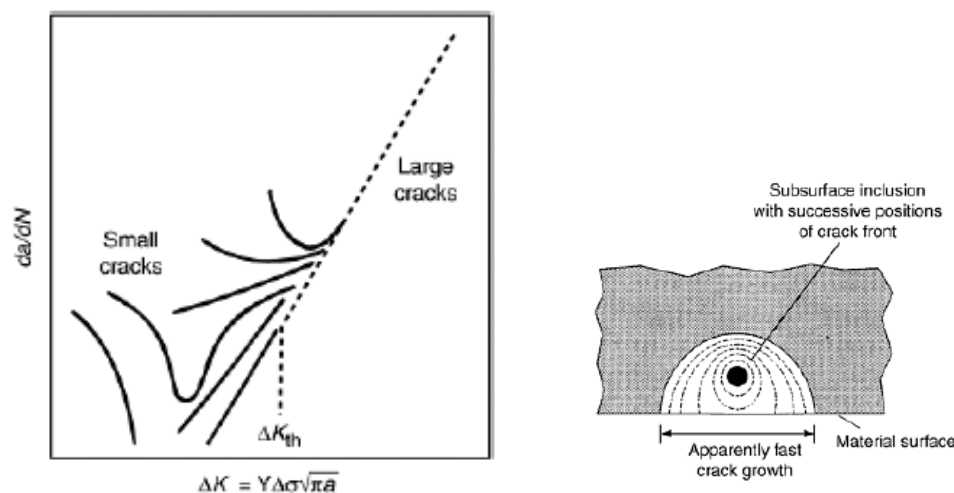 da/dN
Small
cracks
Large
cracks
ΔKth
ΔK = YΔσ√πa
Subsurface inclusion
with successive positions
of crack front
Material surface
Apparently fast
crack growth